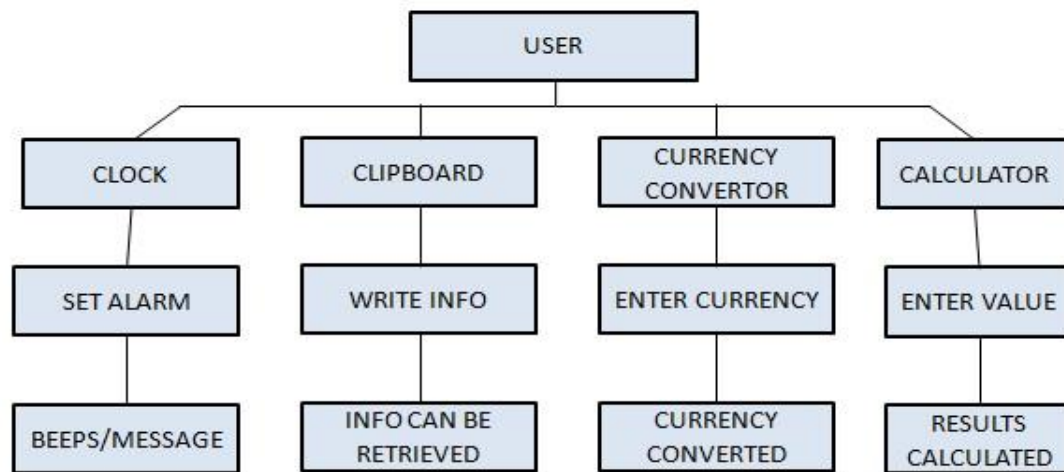 USER
CLOCK
CLIPBOARD
CURRENCY
CONVERTOR
CALCULATOR
SET ALARM
WRITE INFO
ENTER CURRENCY
ENTER VALUE
BEEPS/MESSAGE
INFO CAN BE
RETRIEVED
CURRENCY
CONVERTED
RESULTS
CALCULATED